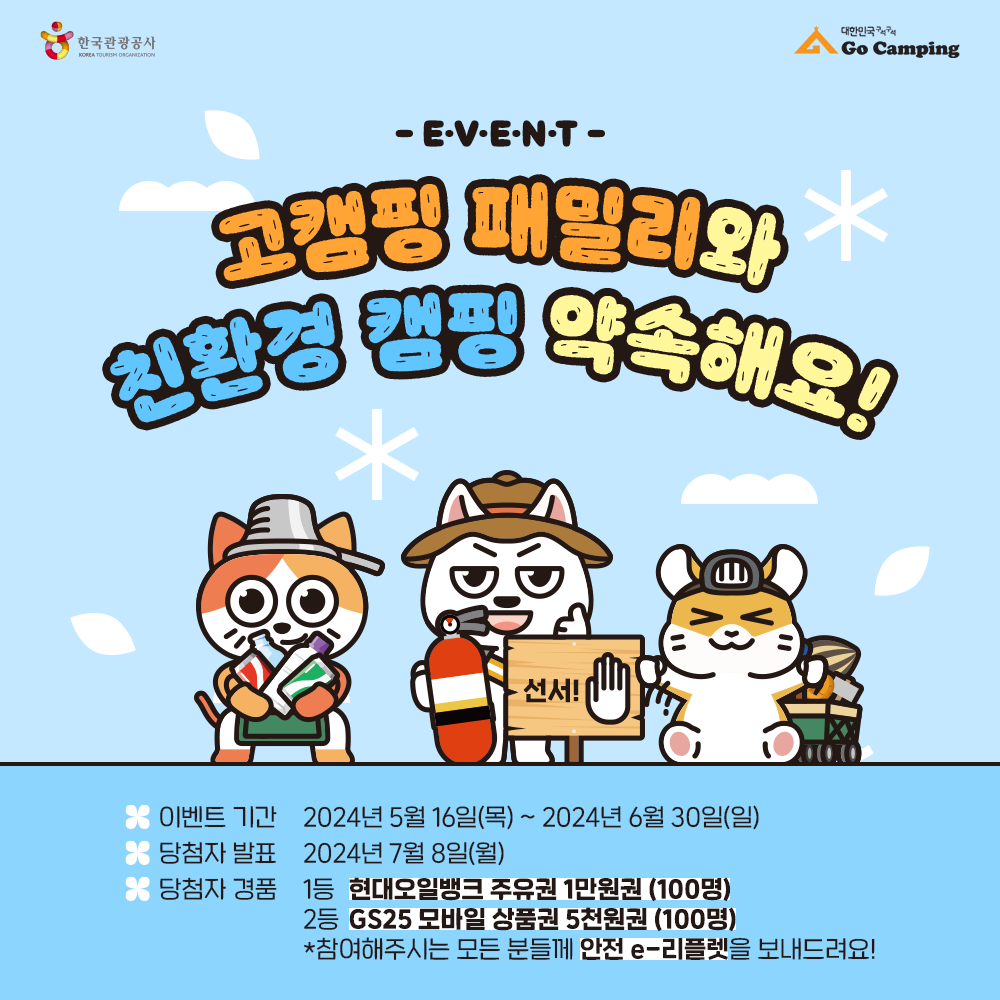 한국관광공사
KOREA TOURISM ORGANIZATION
대한민국 구석구석
Go Camping
- E·V·E·N·T -
고캠핑 패밀리와
친환경 캠핑 약속해요!
선서!
이벤트 기간 2024년 5월 16일(목) ~ 2024년 6월 30일(일)
당첨자 발표 2024년 7월 8일(월)
당첨자 경품 1등 현대오일뱅크 주유권 1만원권 (100명)
2등 GS25 모바일 상품권 5천원권 (100명)
*참여해주시는 모든 분들께 안전 e-리플렛을 보내드려요!